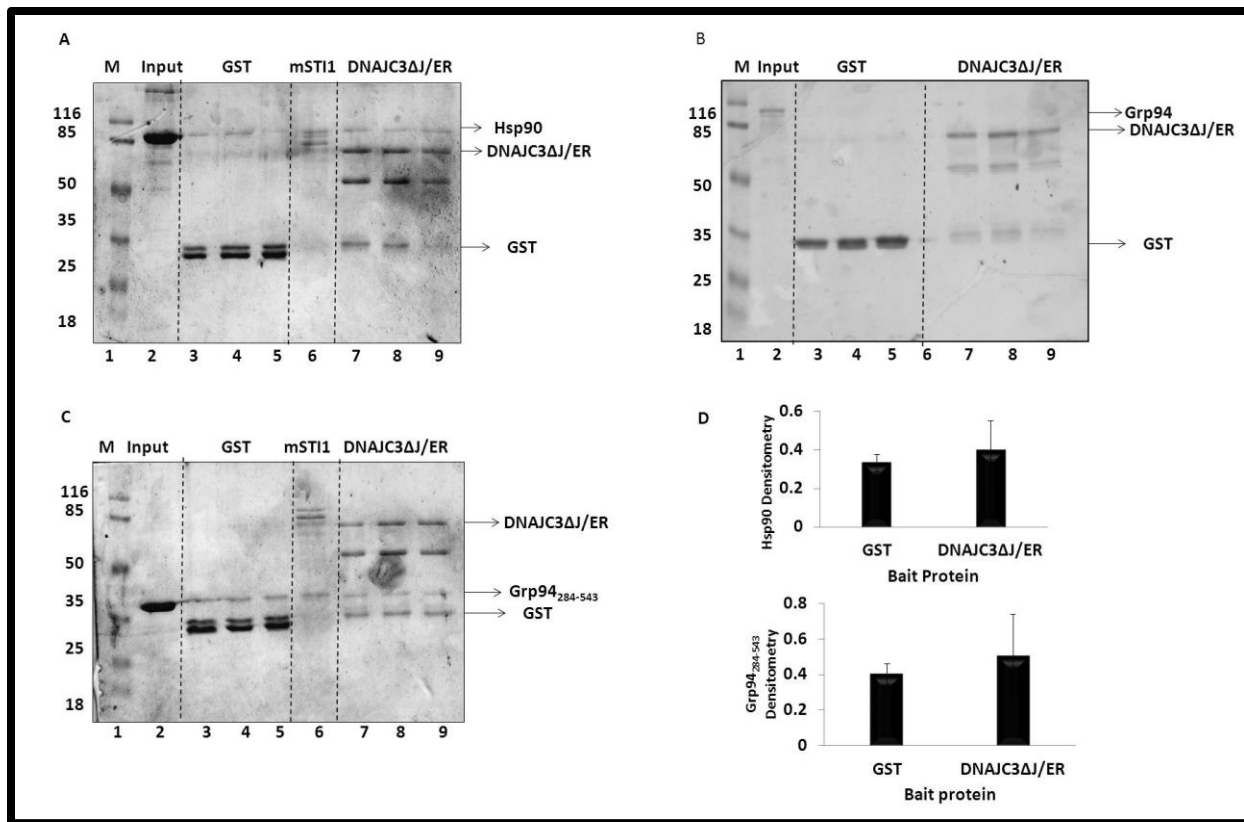 A
M Input GST mSTI1 DNAJC3ΔJ/ER
116
85
50
35
25
18
Hsp90
DNAJC3ΔJ/ER
GST
1 2 3 4 5 6 7 8 9
B
M Input GST DNAJC3ΔJ/ER
116
85
50
35
25
18
Grp94
DNAJC3ΔJ/ER
GST
1 2 3 4 5 6 7 8 9
C
M Input GST mSTI1 DNAJC3ΔJ/ER
116
85
50
35
25
18
DNAJC3ΔJ/ER
Grp94284-543
GST
1 2 3 4 5 6 7 8 9
D
Hsp90 Densitometry
0.6
0.4
0.2
0
GST DNAJC3ΔJ/ER
Bait Protein
Grp94284-543
Densitometry
0.8
0.6
0.4
0.2
0
GST DNAJC3ΔJ/ER
Bait protein